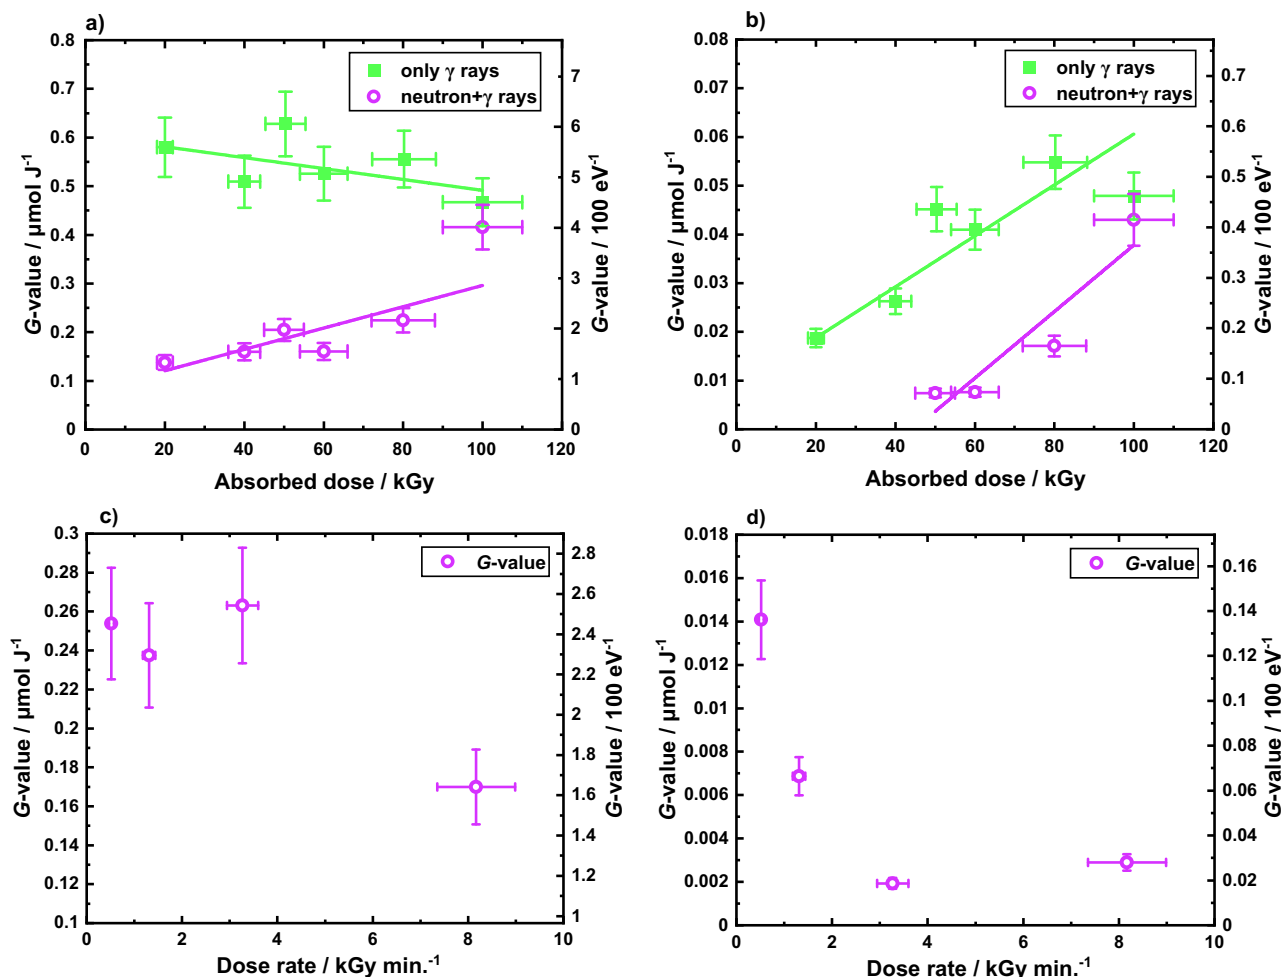 a)
only γ rays
neutron+γ rays
0.8
0.7
0.6
0.5
0.4
0.3
0.2
0.1
0
G-value / μmol J⁻¹
7
6
5
4
3
2
1
0
G-value / 100 eV⁻¹
0 20 40 60 80 100 120
Absorbed dose / kGy
b)
only γ rays
neutron+γ rays
0.08
0.07
0.06
0.05
0.04
0.03
0.02
0.01
0
G-value / μmol J⁻¹
0.7
0.6
0.5
0.4
0.3
0.2
0.1
0
G-value / 100 eV⁻¹
0 20 40 60 80 100 120
Absorbed dose / kGy
c)
G-value
0.3
0.28
0.26
0.24
0.22
0.2
0.18
0.16
0.14
0.12
0.1
G-value / μmol J⁻¹
2.8
2.6
2.4
2.2
2
1.8
1.6
1.4
1.2
1
G-value / 100 eV⁻¹
0 2 4 6 8 10
Dose rate / kGy min.⁻¹
d)
G-value
0.018
0.016
0.014
0.012
0.010
0.008
0.006
0.004
0.002
0
G-value / μmol J⁻¹
0.16
0.14
0.12
0.10
0.08
0.06
0.04
0.02
0
G-value / 100 eV⁻¹
0 2 4 6 8 10
Dose rate / kGy min.⁻¹